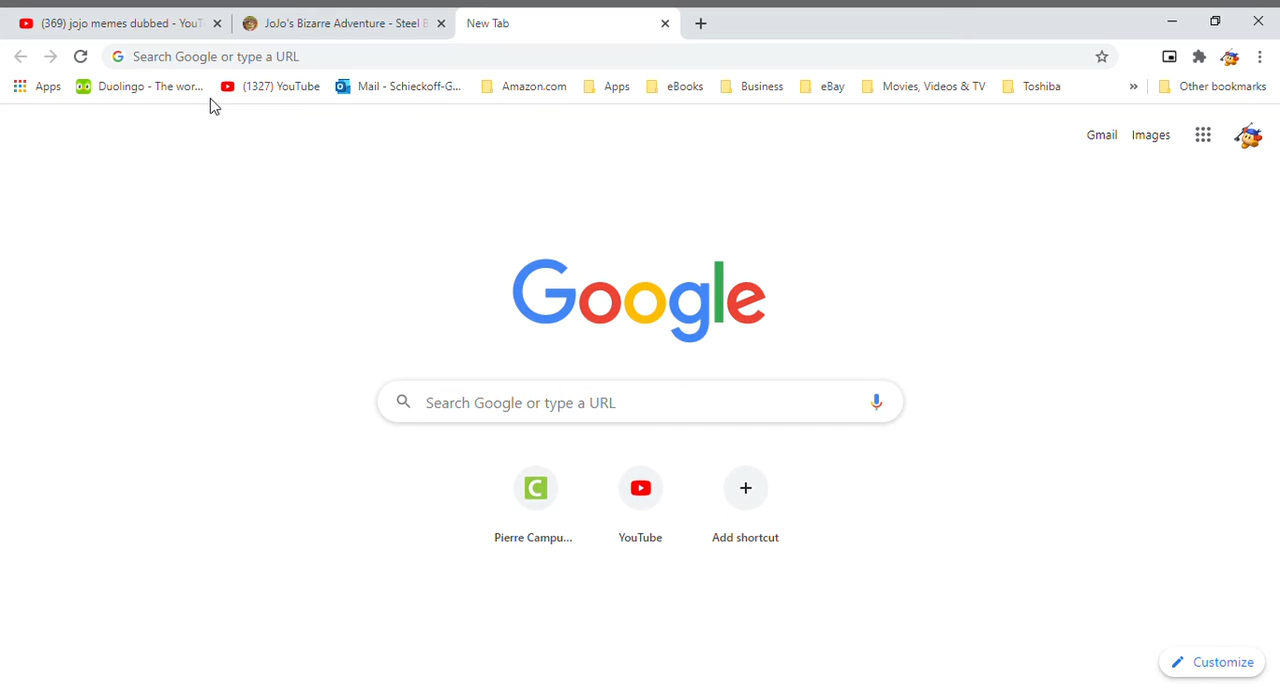 (369) jojo memes dubbed - YouT
JoJo's Bizarre Adventure - Steel B
New Tab
Search Google or type a URL
Apps
Duolingo - The wor...
(1327) YouTube
Mail - Schieckoff-G...
Amazon.com
Apps
eBooks
Business
eBay
Movies, Videos & TV
Toshiba
Other bookmarks
Gmail
Images
Google
Search Google or type a URL
Pierre Campu...
YouTube
Add shortcut
Customize